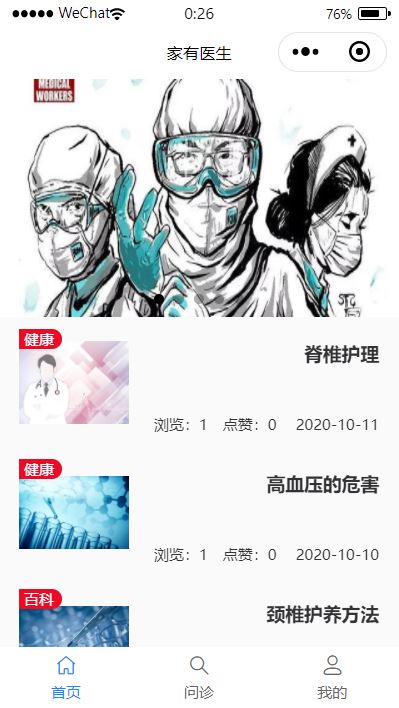 WeChat
0:26
76%
家有医生
MEDICAL
WORKERS
健康
脊椎护理
浏览：1 点赞：0 2020-10-11
健康
高血压的危害
浏览：1 点赞：0 2020-10-10
百科
颈椎护养方法
首页
问诊
我的